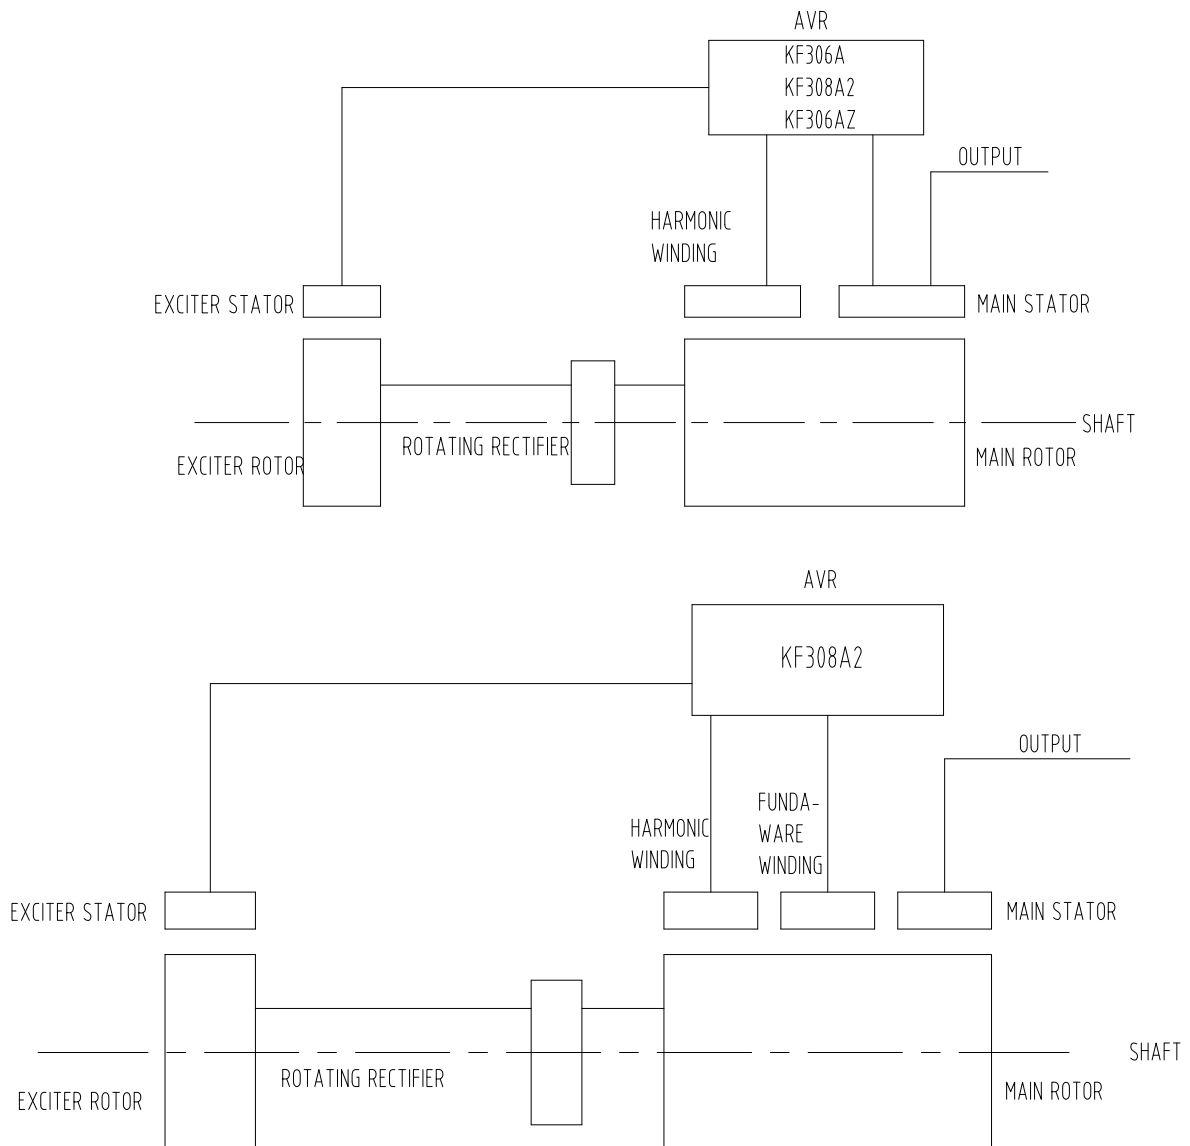 AVR
KF306A
KF308A2
KF306AZ
OUTPUT
HARMONIC
WINDING
EXCITER STATOR
MAIN STATOR
SHAFT
ROTATING RECTIFIER
EXCITER ROTOR
MAIN ROTOR
AVR
KF308A2
OUTPUT
FUNDA-
WARE
WINDING
HARMONIC
WINDING
EXCITER STATOR
MAIN STATOR
SHAFT
ROTATING RECTIFIER
EXCITER ROTOR
MAIN ROTOR